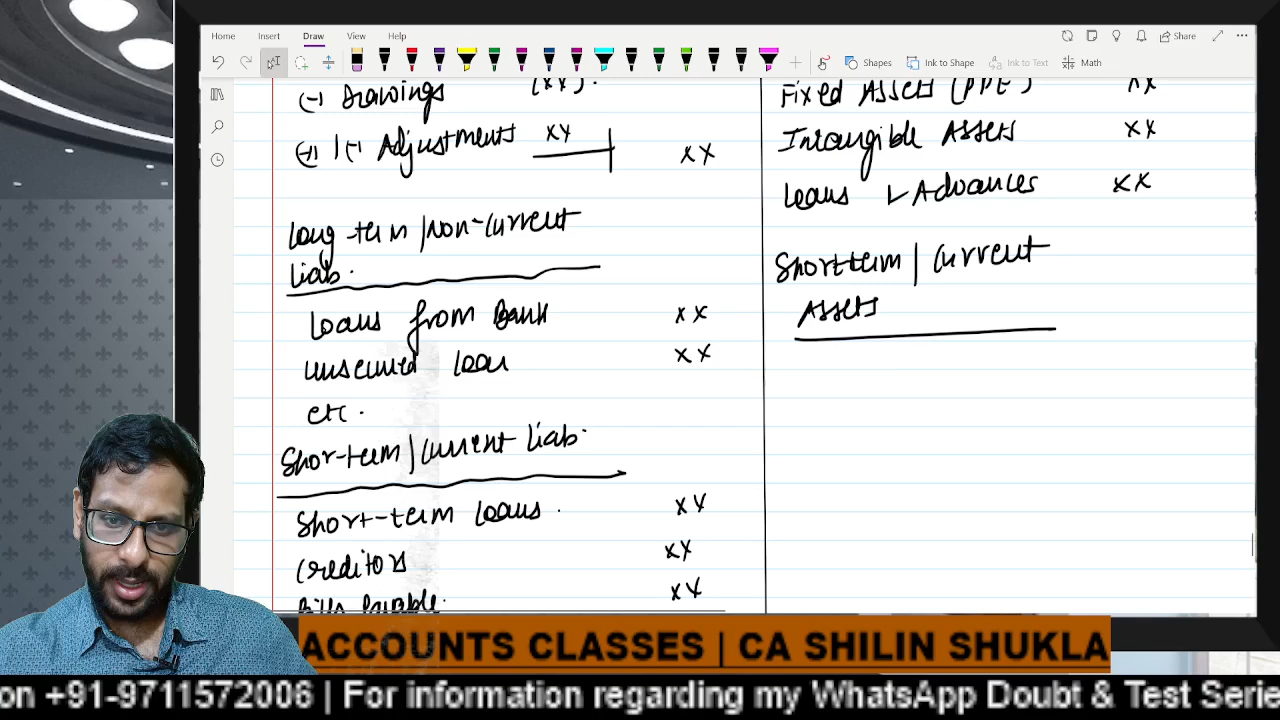 Home Insert Draw View Help
Share
Shapes Ink to Shape Ink to Text Math
(-) Drawings (xx).
(+) | (-) Adjustments xx xx
Long-term | Non-current
liab.
Loans from Bank xx
unsecured loan xx
etc.
Shor-term | current liab.
Short-term loans. xx
Creditors xx
Bills Payable. xx
Fixed Assets (PPE) xx
Intangible Assets xx
Loans & Advances xx
Short term | current
Assets
ACCOUNTS CLASSES | CA SHILIN SHUKLA
on +91-9711572006 | For information regarding my WhatsApp Doubt & Test Serie